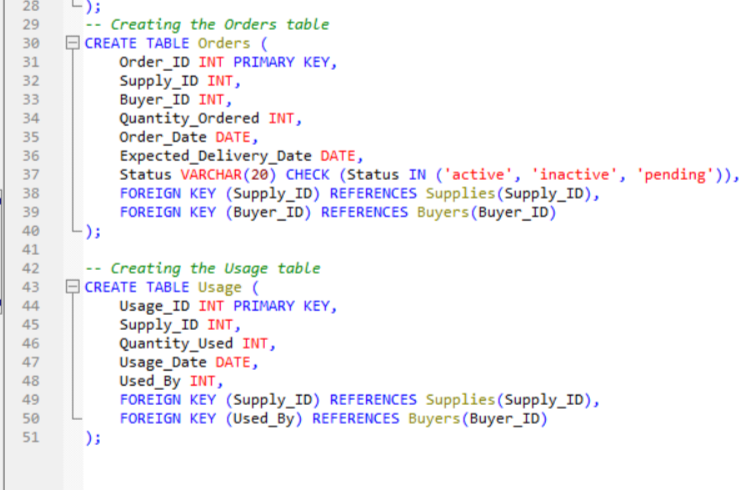 28 );
29 -- Creating the Orders table
30 CREATE TABLE Orders (
31 Order_ID INT PRIMARY KEY,
32 Supply_ID INT,
33 Buyer_ID INT,
34 Quantity_Ordered INT,
35 Order_Date DATE,
36 Expected_Delivery_Date DATE,
37 Status VARCHAR(20) CHECK (Status IN ('active', 'inactive', 'pending')),
38 FOREIGN KEY (Supply_ID) REFERENCES Supplies(Supply_ID),
39 FOREIGN KEY (Buyer_ID) REFERENCES Buyers(Buyer_ID)
40 );
41
42 -- Creating the Usage table
43 CREATE TABLE Usage (
44 Usage_ID INT PRIMARY KEY,
45 Supply_ID INT,
46 Quantity_Used INT,
47 Usage_Date DATE,
48 Used_By INT,
49 FOREIGN KEY (Supply_ID) REFERENCES Supplies(Supply_ID),
50 FOREIGN KEY (Used_By) REFERENCES Buyers(Buyer_ID)
51 );